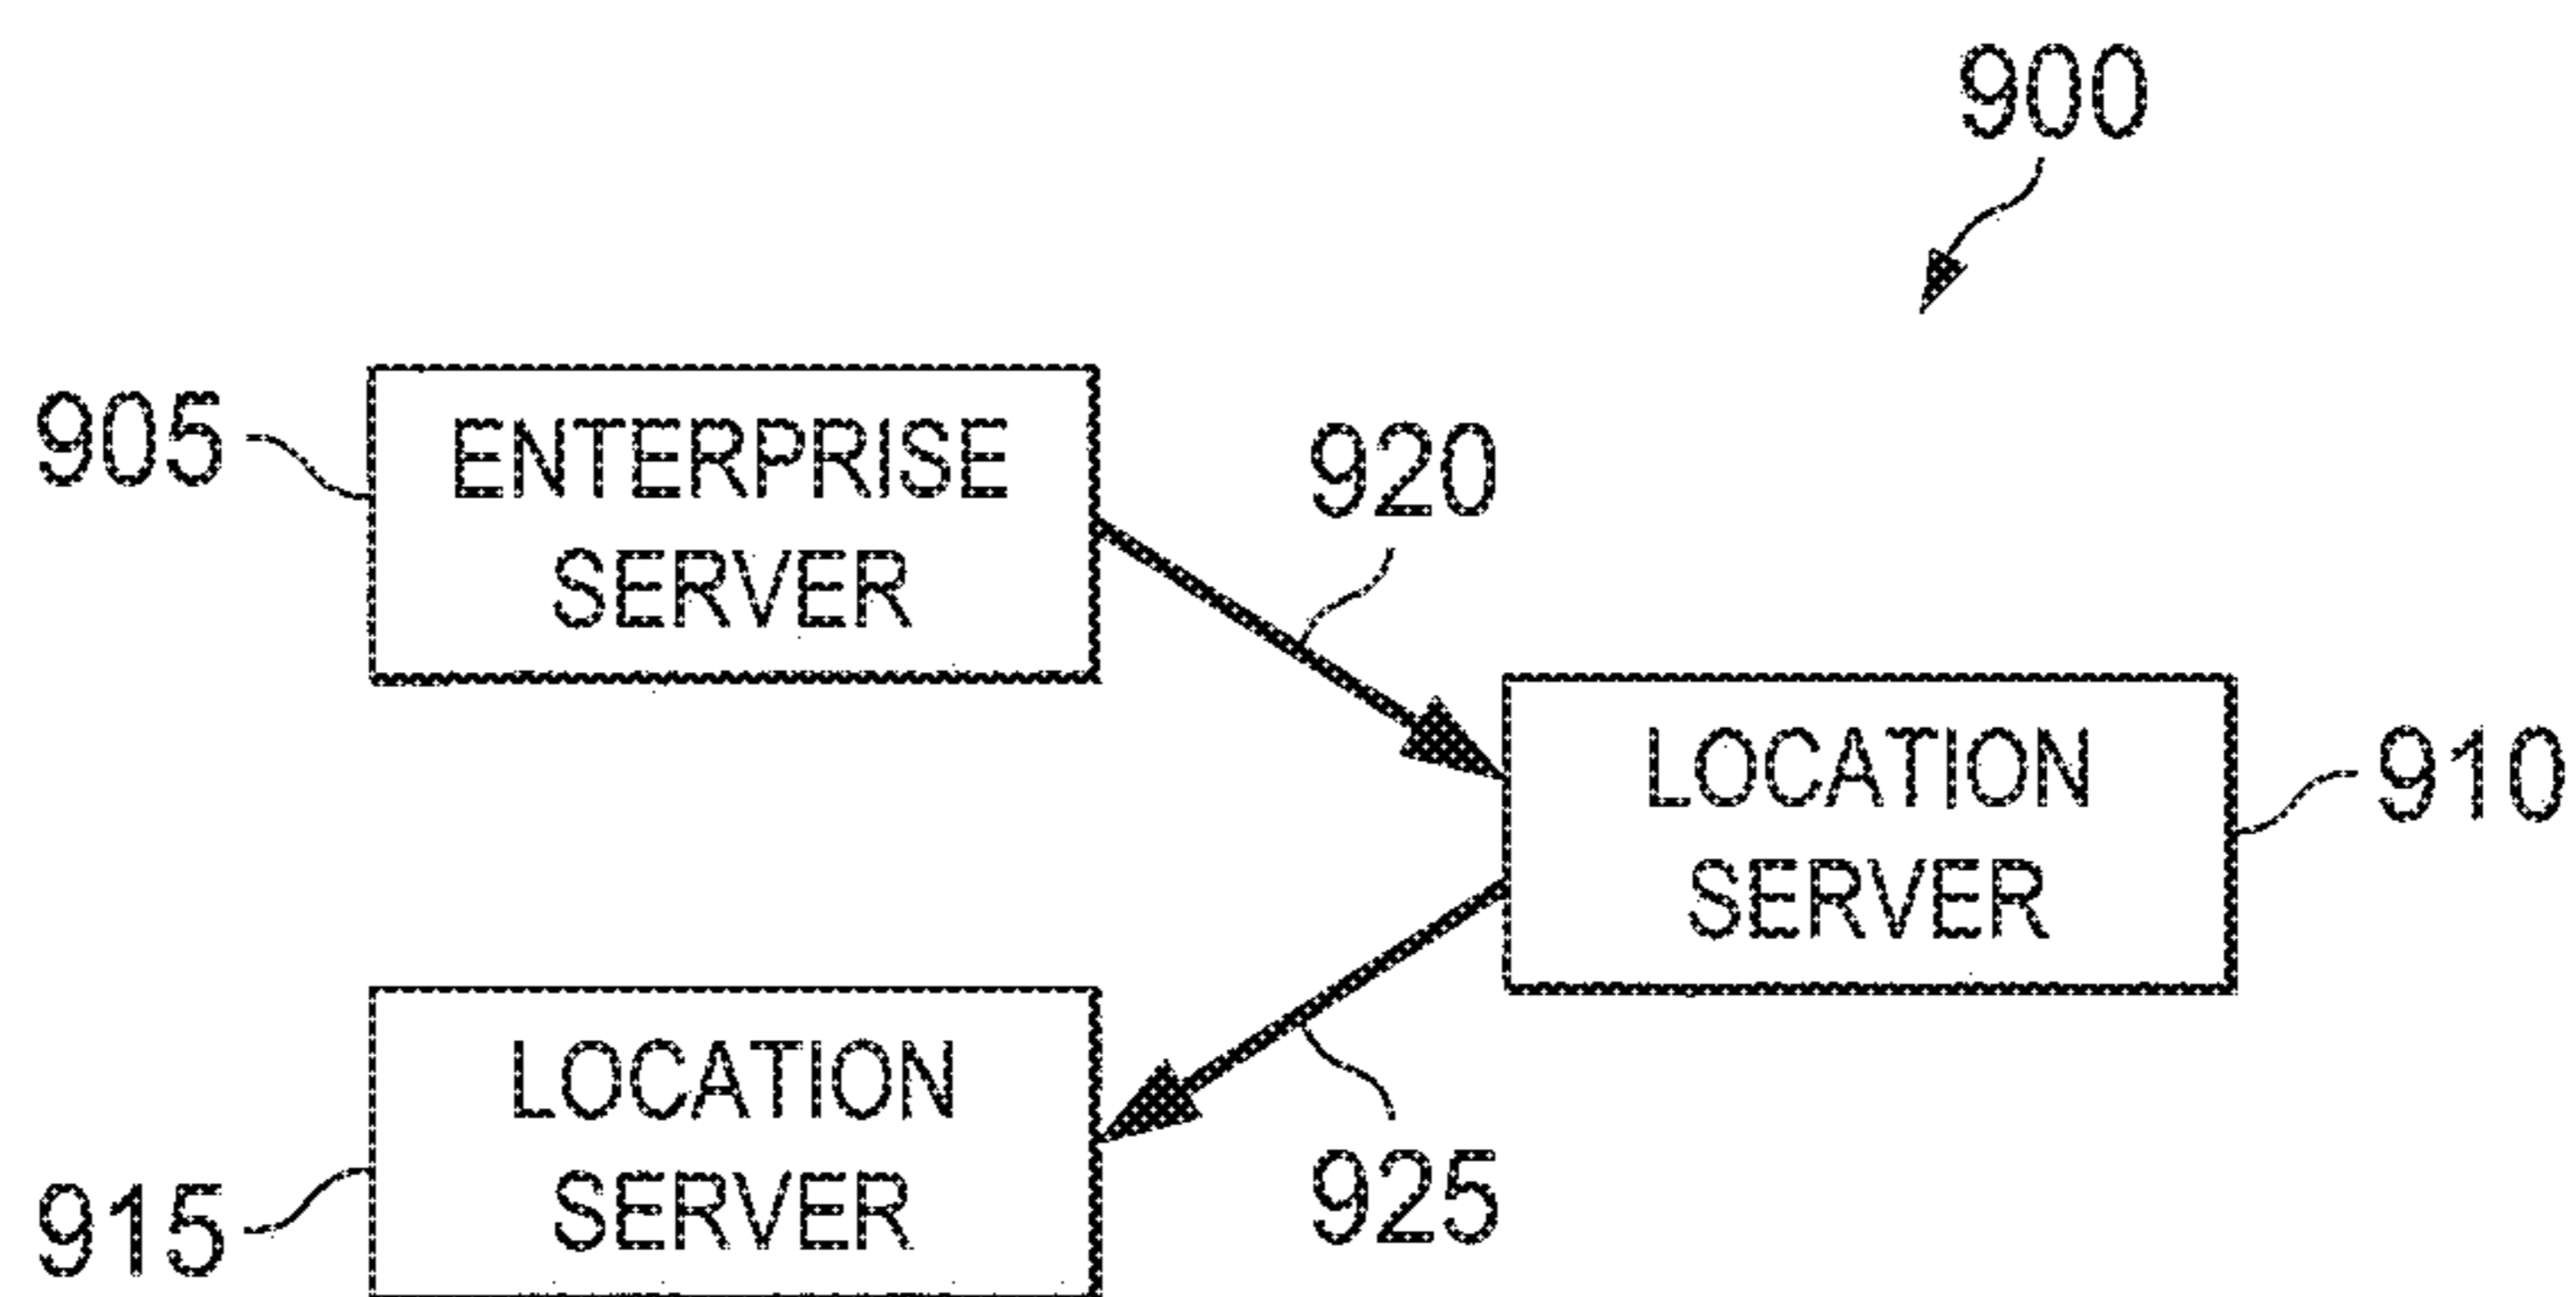 900
905
ENTERPRISE
SERVER
920
LOCATION
SERVER
910
LOCATION
SERVER
915
925